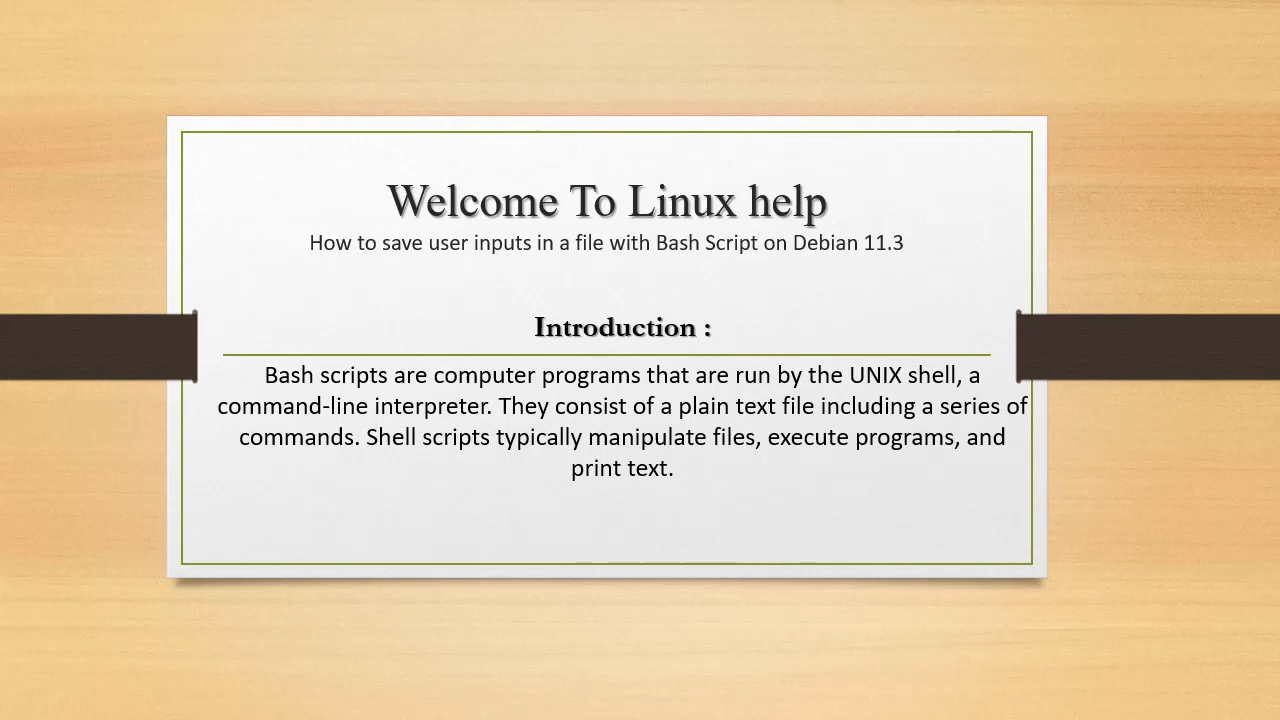 Welcome To Linux help
How to save user inputs in a file with Bash Script on Debian 11.3
Introduction :
Bash scripts are computer programs that are run by the UNIX shell, a
command-line interpreter. They consist of a plain text file including a series of
commands. Shell scripts typically manipulate files, execute programs, and
print text.